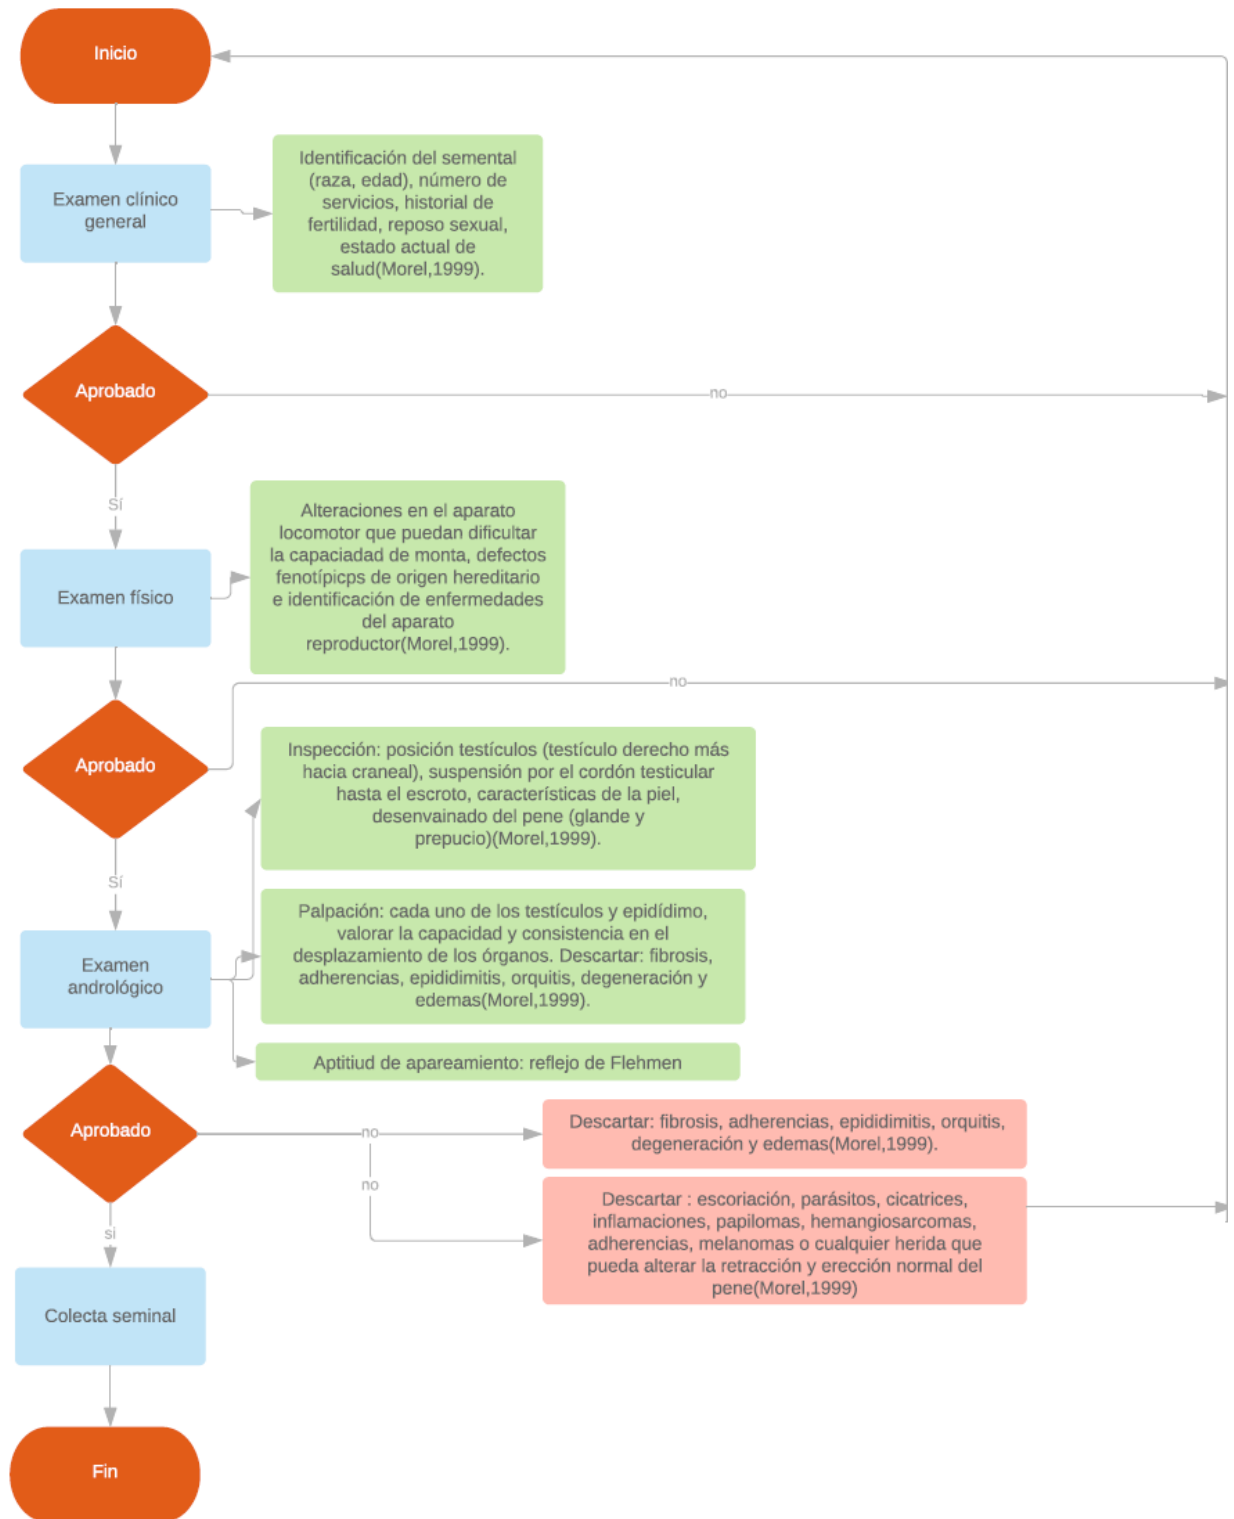 Inicio
Examen clínico
general
Identificación del semental
(raza, edad), número de
servicios, historial de
fertilidad, reposo sexual,
estado actual de
salud(Morel,1999).
Aprobado
no
Sí
Alteraciones en el aparato
locomotor que puedan dificultar
la capaciadad de monta, defectos
fenotípicps de origen hereditario
e identificación de enfermedades
del aparato
reproductor(Morel,1999).
Examen físico
no
Aprobado
Inspección: posición testículos (testículo derecho más
hacia craneal), suspensión por el cordón testicular
hasta el escroto, características de la piel,
desenvainado del pene (glande y
prepucio)(Morel,1999).
Sí
Palpación: cada uno de los testículos y epidídimo,
valorar la capacidad y consistencia en el
desplazamiento de los órganos. Descartar: fibrosis,
adherencias, epididimitis, orquitis, degeneración y
edemas(Morel,1999).
Examen
andrológico
Aptitiud de apareamiento: reflejo de Flehmen
Aprobado
no
Descartar: fibrosis, adherencias, epididimitis, orquitis,
degeneración y edemas(Morel,1999).
no
Descartar : escoriación, parásitos, cicatrices,
inflamaciones, papilomas, hemangiosarcomas,
adherencias, melanomas o cualquier herida que
pueda alterar la retracción y erección normal del
pene(Morel,1999)
si
Colecta seminal
Fin